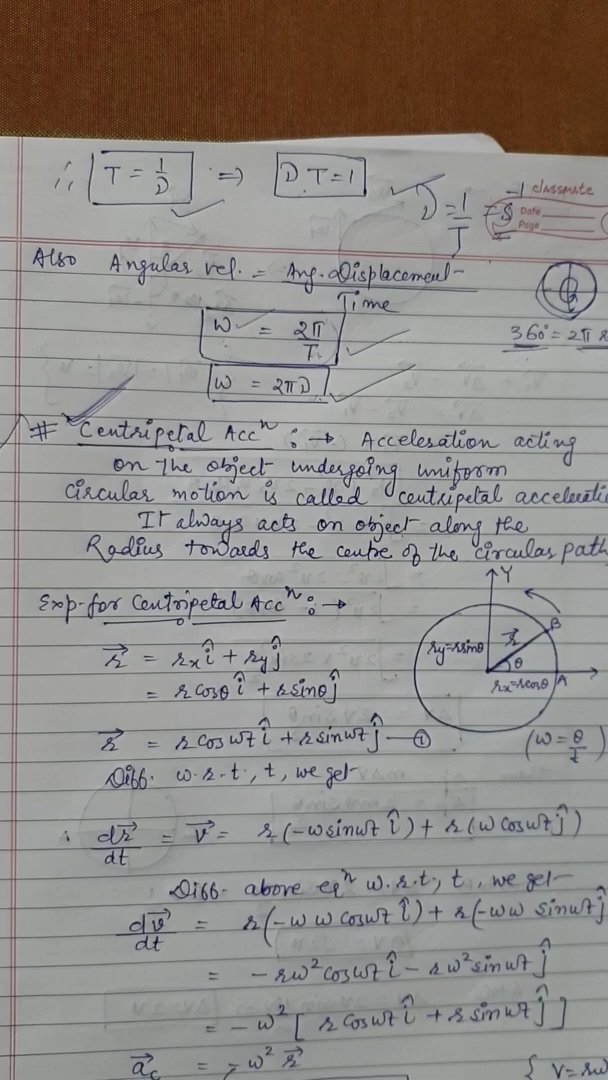 ∴ T = 1/D ⇒ D T = 1
D = 1/T = s⁻¹
classmate
Date
Page
Also Angular vel. = Ang. Displacement / Time
ω = 2π/T
360° = 2π
ω = 2πD
# Centripetal Accⁿ :→ Acceleration acting
on the object undergoing uniform
circular motion is called centripetal acceleratio
It always acts on object along the
Radius towards the centre of the circular path
Exp. for Centripetal Accⁿ :→
Y
B
ry=rsinθ
r⃗
θ
rx=rcosθ
A
r⃗ = rx î + ry ĵ
= r cosθ î + r sinθ ĵ
r⃗ = r cos ωt î + r sin ωt ĵ —①
(ω = θ/t)
Diff. w.r.t., t, we get
∴ dr⃗/dt = v⃗ = r(-ω sin ωt î) + r(ω cos ωt ĵ)
Diff. above eqⁿ w.r.t., t, we get
dv⃗/dt = r(-ω ω cos ωt î) + r(-ωω sin ωt ĵ
= -rω² cos ωt î - rω² sin ωt ĵ
= -ω² [ r cos ωt î + r sin ωt ĵ ]
a⃗c = -ω² r⃗
{ v = rω